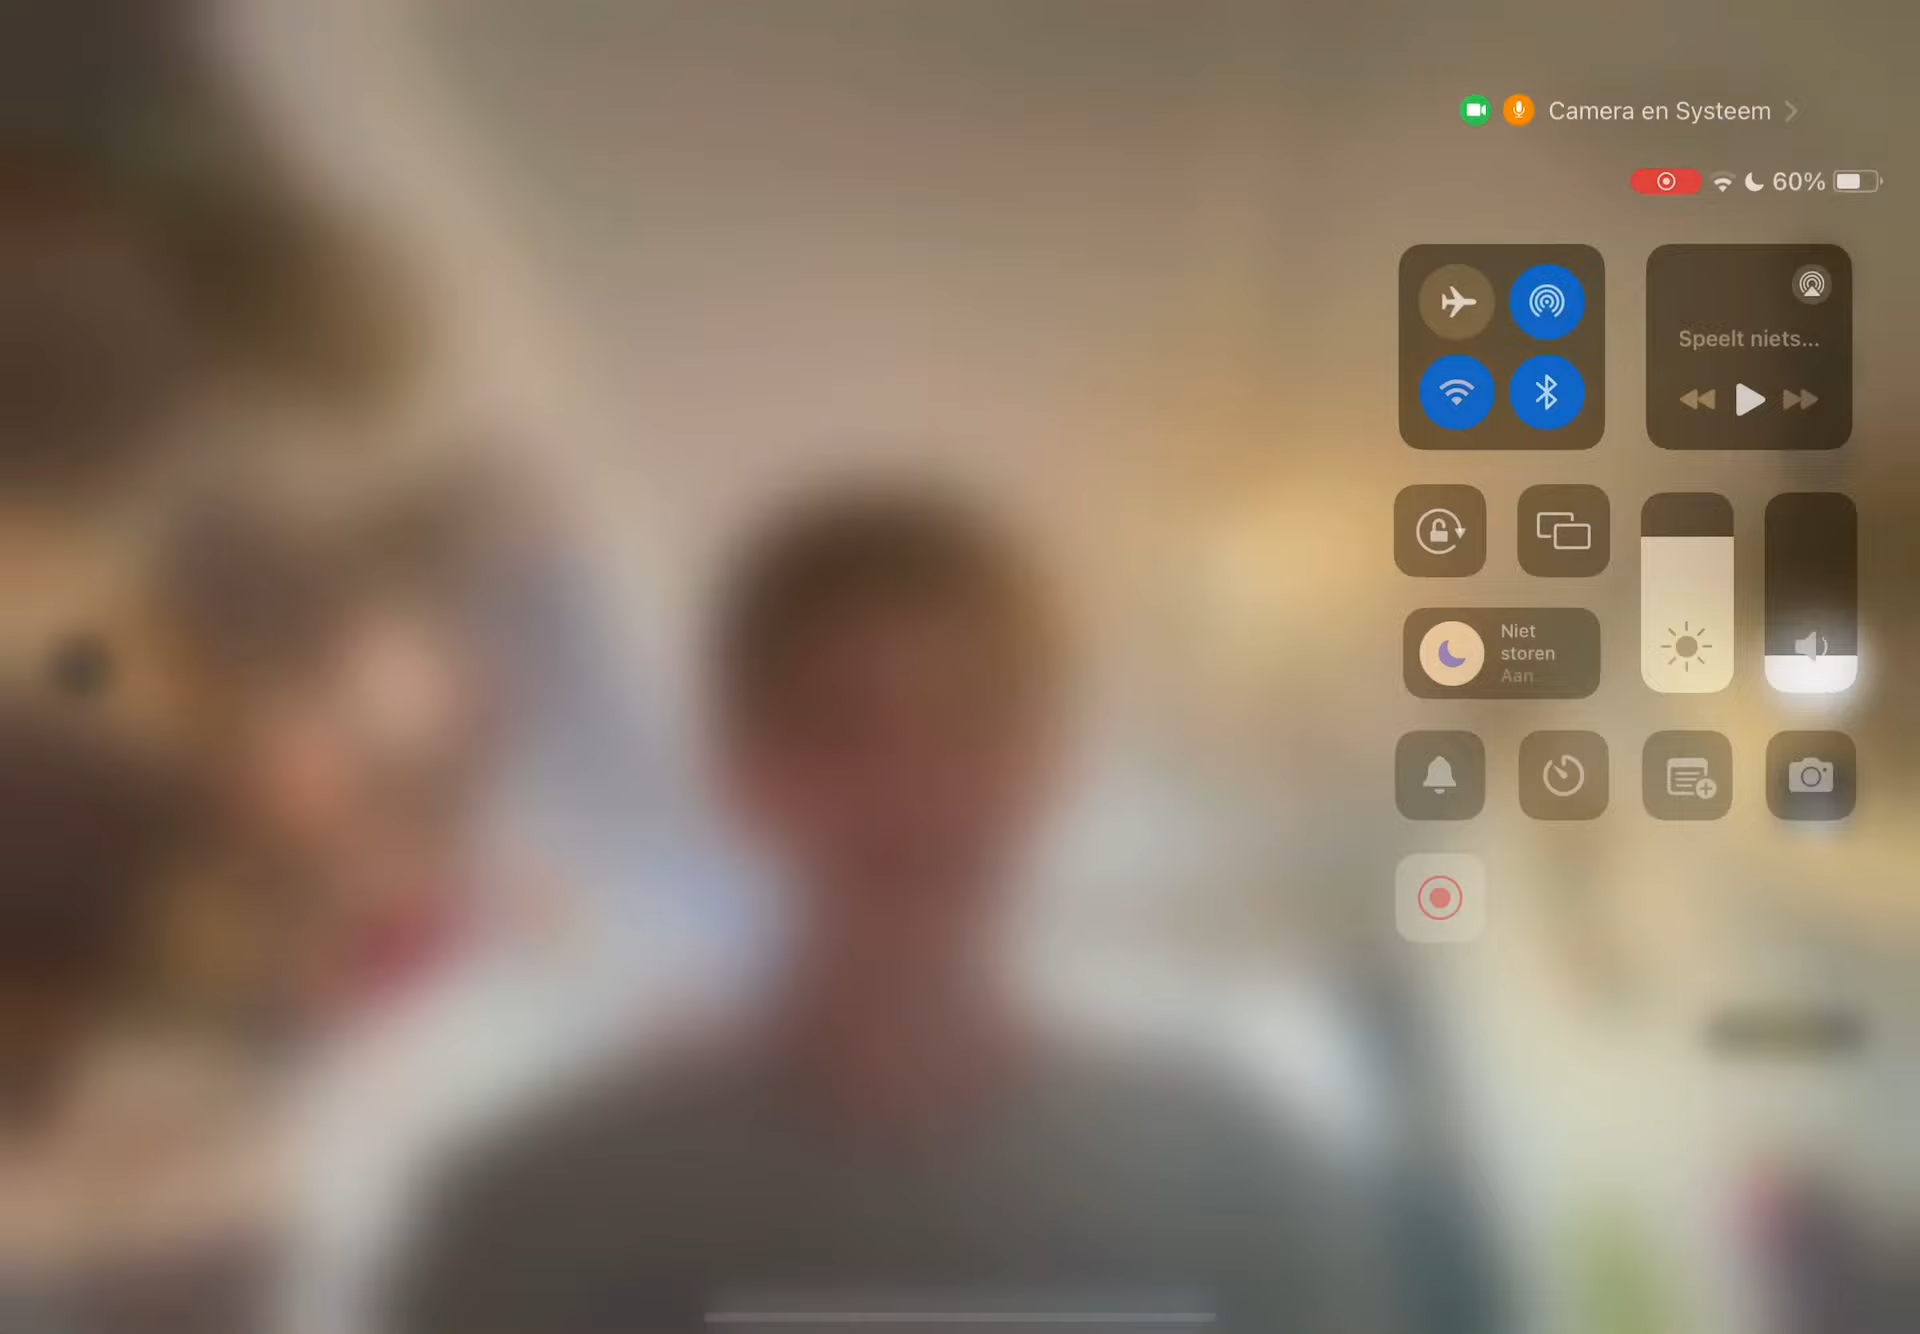 Camera en Systeem
60%
Speelt niets...
Niet
storen
Aan